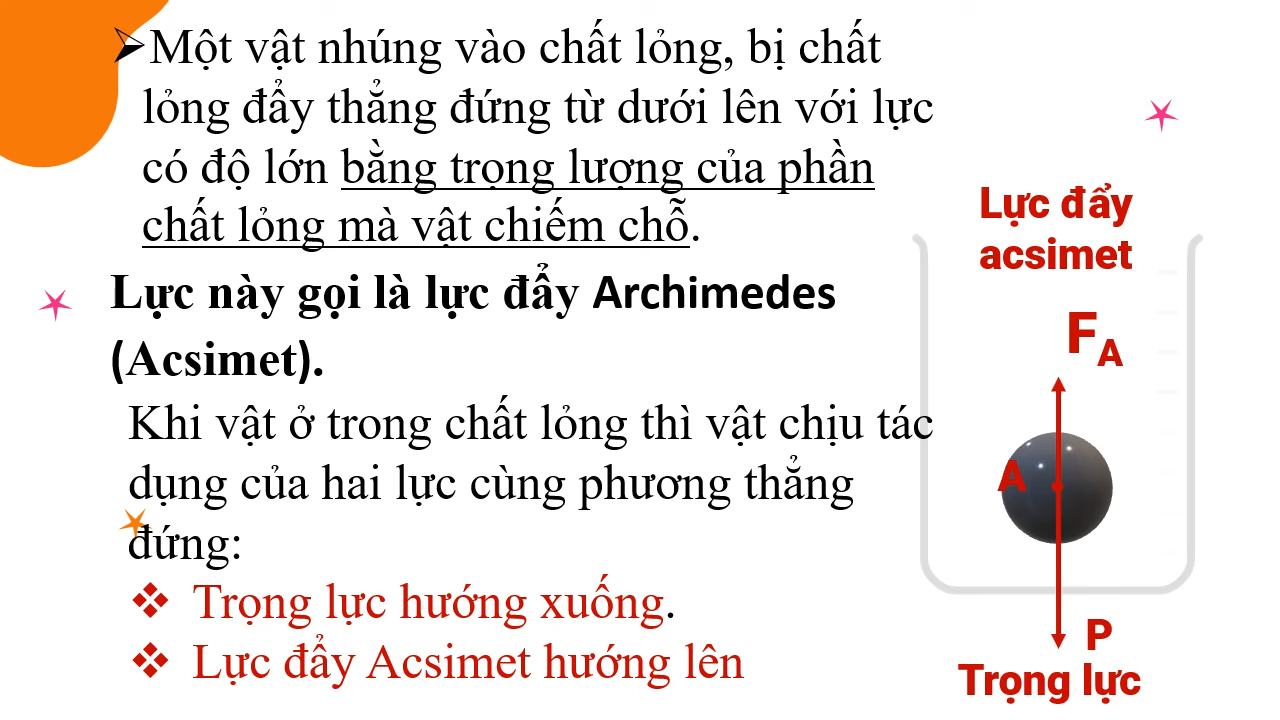 ➢Một vật nhúng vào chất lỏng, bị chất
lỏng đẩy thẳng đứng từ dưới lên với lực
có độ lớn bằng trọng lượng của phần
chất lỏng mà vật chiếm chỗ.
Lực này gọi là lực đẩy Archimedes
(Acsimet).
Khi vật ở trong chất lỏng thì vật chịu tác
dụng của hai lực cùng phương thẳng
đứng:
❖ Trọng lực hướng xuống.
❖ Lực đẩy Acsimet hướng lên
Lực đẩy
acsimet
FA
A
P
Trọng lực